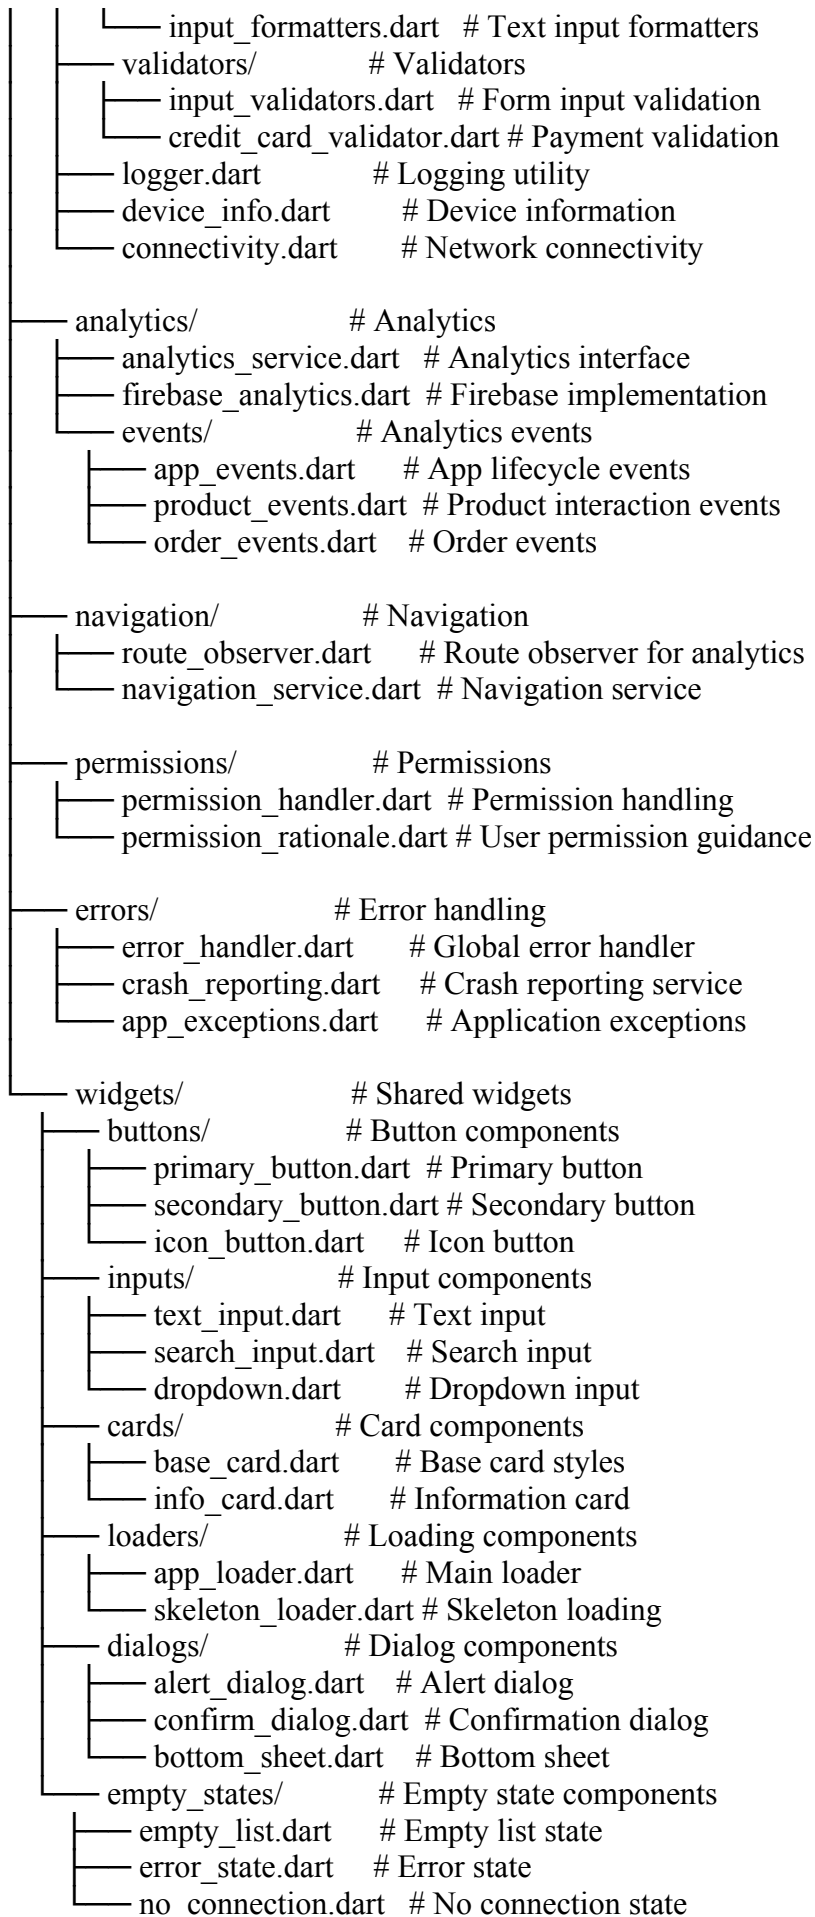 │   │   └── input_formatters.dart   # Text input formatters
│   ├── validators/              # Validators
│   │   ├── input_validators.dart   # Form input validation
│   │   └── credit_card_validator.dart # Payment validation
│   ├── logger.dart              # Logging utility
│   ├── device_info.dart         # Device information
│   └── connectivity.dart        # Network connectivity
│
├── analytics/                   # Analytics
│   ├── analytics_service.dart   # Analytics interface
│   ├── firebase_analytics.dart  # Firebase implementation
│   └── events/                  # Analytics events
│       ├── app_events.dart      # App lifecycle events
│       ├── product_events.dart # Product interaction events
│       └── order_events.dart    # Order events
│
├── navigation/                  # Navigation
│   ├── route_observer.dart      # Route observer for analytics
│   └── navigation_service.dart  # Navigation service
│
├── permissions/                 # Permissions
│   ├── permission_handler.dart  # Permission handling
│   └── permission_rationale.dart # User permission guidance
│
├── errors/                      # Error handling
│   ├── error_handler.dart       # Global error handler
│   ├── crash_reporting.dart     # Crash reporting service
│   └── app_exceptions.dart      # Application exceptions
│
└── widgets/                     # Shared widgets
    ├── buttons/                 # Button components
    │   ├── primary_button.dart  # Primary button
    │   ├── secondary_button.dart # Secondary button
    │   └── icon_button.dart     # Icon button
    ├── inputs/                  # Input components
    │   ├── text_input.dart      # Text input
    │   ├── search_input.dart    # Search input
    │   └── dropdown.dart        # Dropdown input
    ├── cards/                   # Card components
    │   ├── base_card.dart       # Base card styles
    │   └── info_card.dart       # Information card
    ├── loaders/                 # Loading components
    │   ├── app_loader.dart      # Main loader
    │   └── skeleton_loader.dart # Skeleton loading
    ├── dialogs/                 # Dialog components
    │   ├── alert_dialog.dart    # Alert dialog
    │   ├── confirm_dialog.dart  # Confirmation dialog
    │   └── bottom_sheet.dart    # Bottom sheet
    └── empty_states/            # Empty state components
        ├── empty_list.dart      # Empty list state
        ├── error_state.dart     # Error state
        └── no_connection.dart   # No connection state